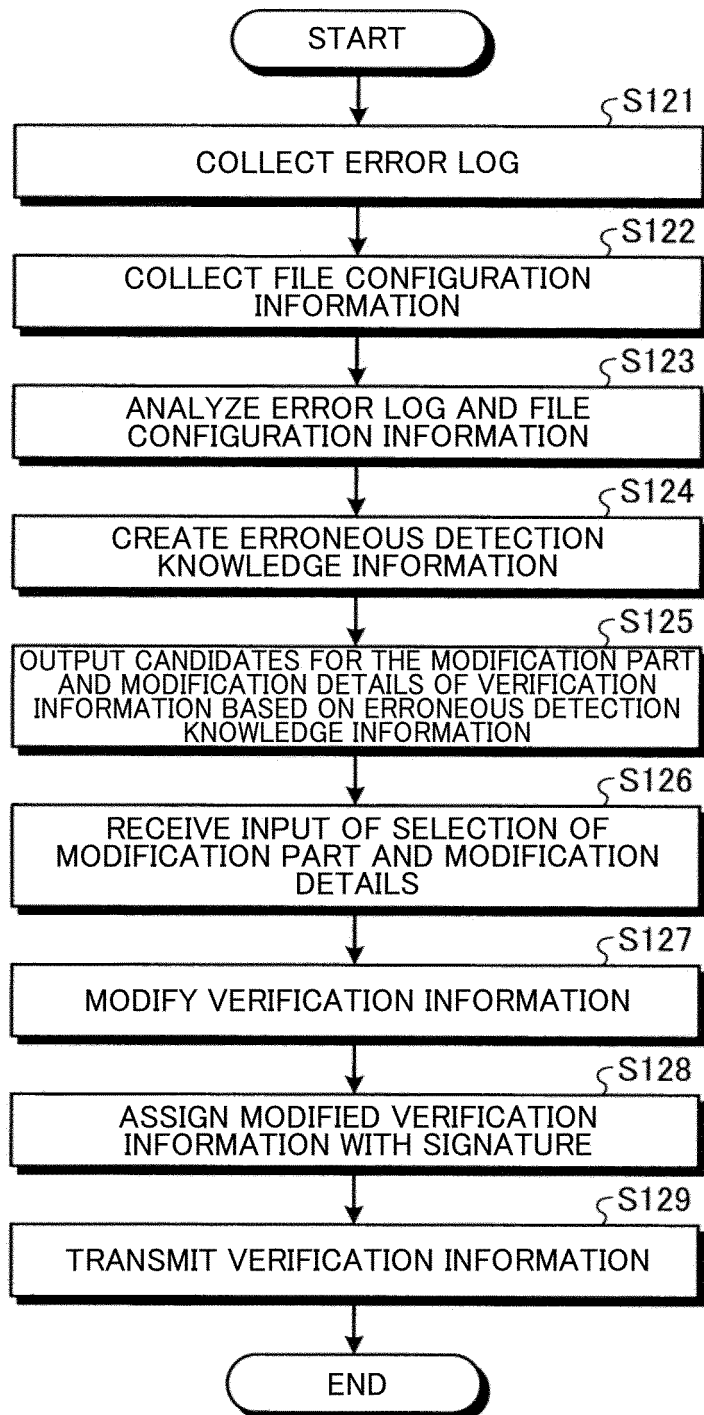 START
S121
COLLECT ERROR LOG
S122
COLLECT FILE CONFIGURATION
INFORMATION
S123
ANALYZE ERROR LOG AND FILE
CONFIGURATION INFORMATION
S124
CREATE ERRONEOUS DETECTION
KNOWLEDGE INFORMATION
S125
OUTPUT CANDIDATES FOR THE MODIFICATION PART
AND MODIFICATION DETAILS OF VERIFICATION
INFORMATION BASED ON ERRONEOUS DETECTION
KNOWLEDGE INFORMATION
S126
RECEIVE INPUT OF SELECTION OF
MODIFICATION PART AND MODIFICATION
DETAILS
S127
MODIFY VERIFICATION INFORMATION
S128
ASSIGN MODIFIED VERIFICATION
INFORMATION WITH SIGNATURE
S129
TRANSMIT VERIFICATION INFORMATION
END